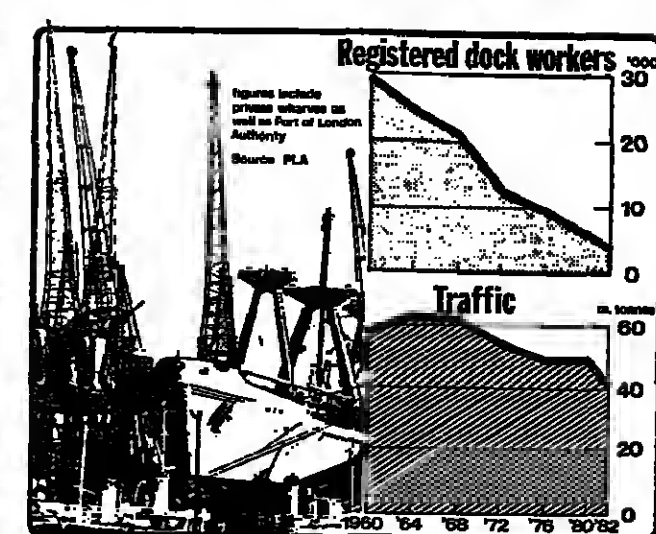 figures include
private wharves as
well as Port of London
Authority
Source PLA
Registered dock workers '000
30
20
10
0
Traffic
m. tonnes
60
40
20
0
1960 '64 '68 '72 '76 '80 '82